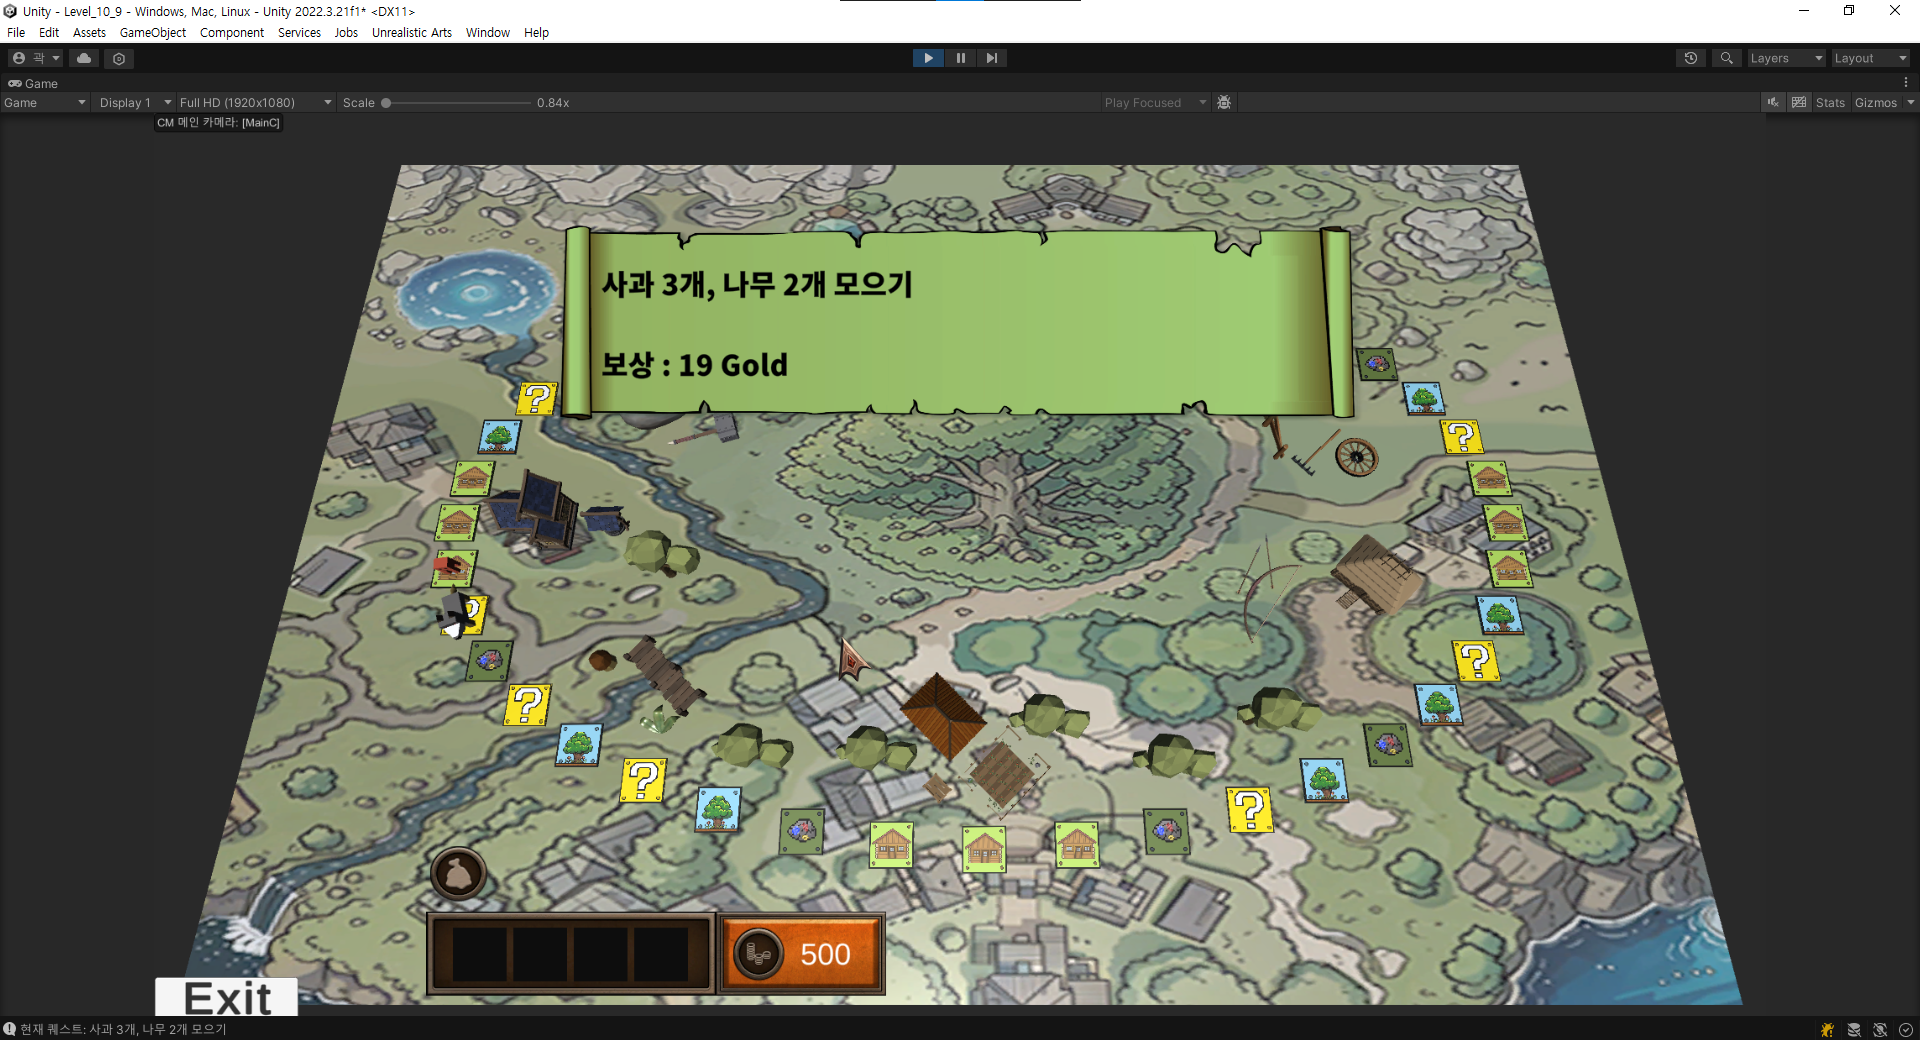 Unity - Level_10_9 - Windows, Mac, Linux - Unity 2022.3.21f1* <DX11>
File Edit Assets GameObject Component Services Jobs Unrealistic Arts Window Help
곽 Layers Layout
Game
Game Display 1 Full HD (1920x1080) Scale 0.84x Play Focused Stats Gizmos
CM 메인 카메라: [MainC]
사과 3개, 나무 2개 모으기
보상 : 19 Gold
?
?
?
?
?
?
?
?
500
Exit
현재 퀘스트: 사과 3개, 나무 2개 모으기